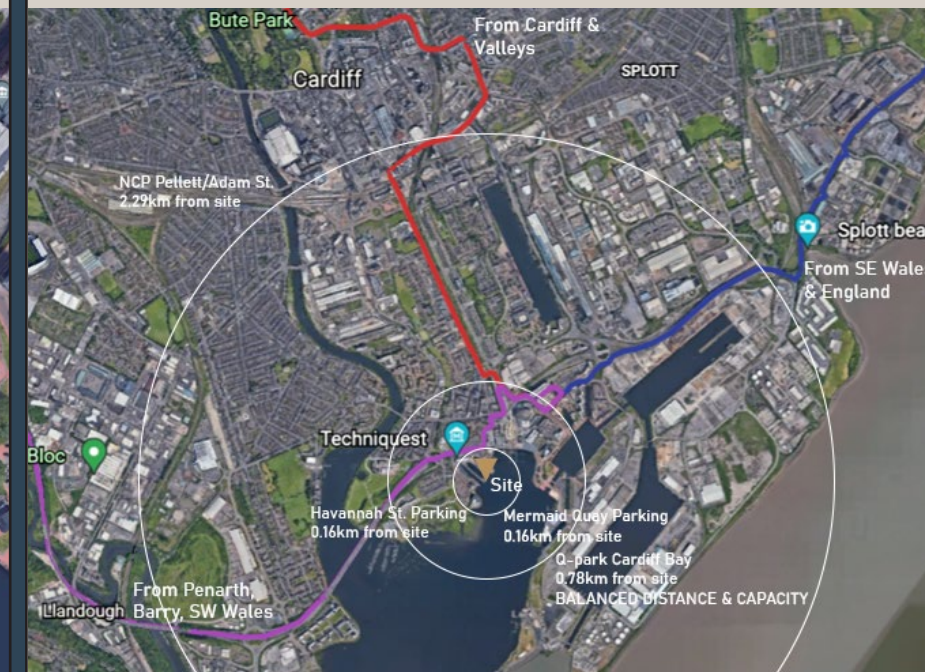 Bute Park
From Cardiff &
Valleys
Cardiff
SPLOTT
NCP Pellett/Adam St.
2.29km from site
Splott bea
From SE Wale
& England
Techniquest
Bloc
Site
Havannah St. Parking
0.16km from site
Mermaid Quay Parking
0.16km from site
Q-park Cardiff Bay
0.78km from site
BALANCED DISTANCE & CAPACITY
From Penarth,
Barry, SW Wales
Llandough